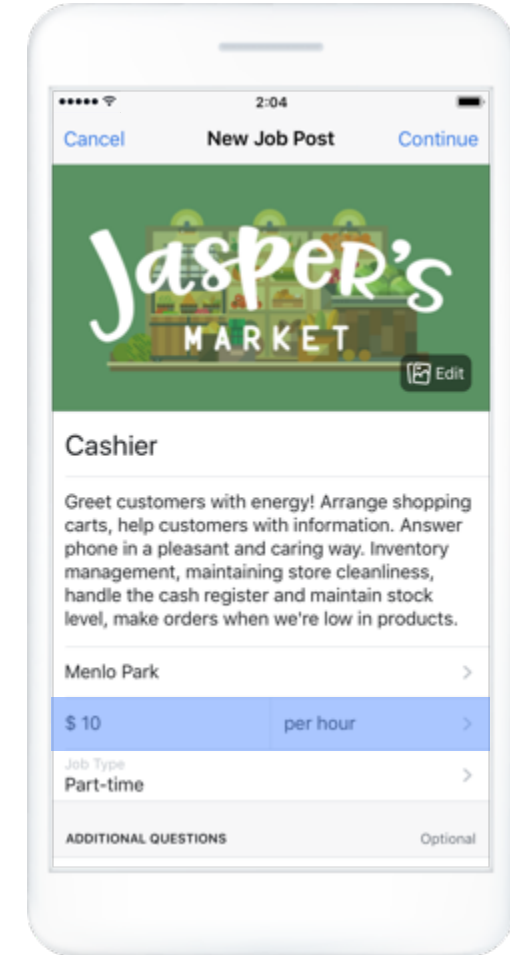 2:04
Cancel New Job Post Continue
Jasper's
MARKET
Edit
Cashier
Greet customers with energy! Arrange shopping
carts, help customers with information. Answer
phone in a pleasant and caring way. Inventory
management, maintaining store cleanliness,
handle the cash register and maintain stock
level, make orders when we're low in products.
Menlo Park
$ 10 per hour
Job Type
Part-time
ADDITIONAL QUESTIONS Optional